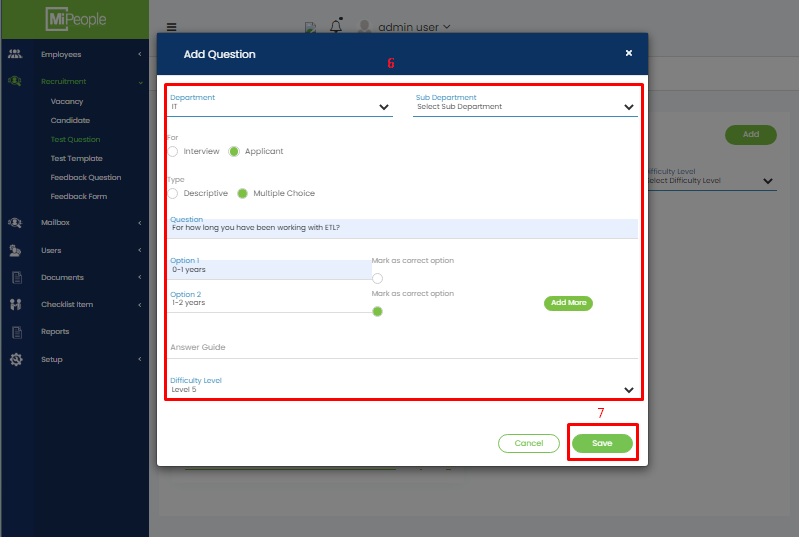 MiPeople
admin user
Employees
Recruitment
Vacancy
Candidate
Test Question
Test Template
Feedback Question
Feedback Form
Mailbox
Users
Documents
Checklist Item
Reports
Setup
Add Question
×
6
Department
IT
Sub Department
Select Sub Department
For
Interview
Applicant
Type
Descriptive
Multiple Choice
Question
For how long you have been working with ETL?
Option 1
0-1 years
Mark as correct option
Option 2
1-2 years
Mark as correct option
Add More
Answer Guide
Difficulty Level
Level 5
7
Cancel
Save
Add
Difficulty Level
Select Difficulty Level